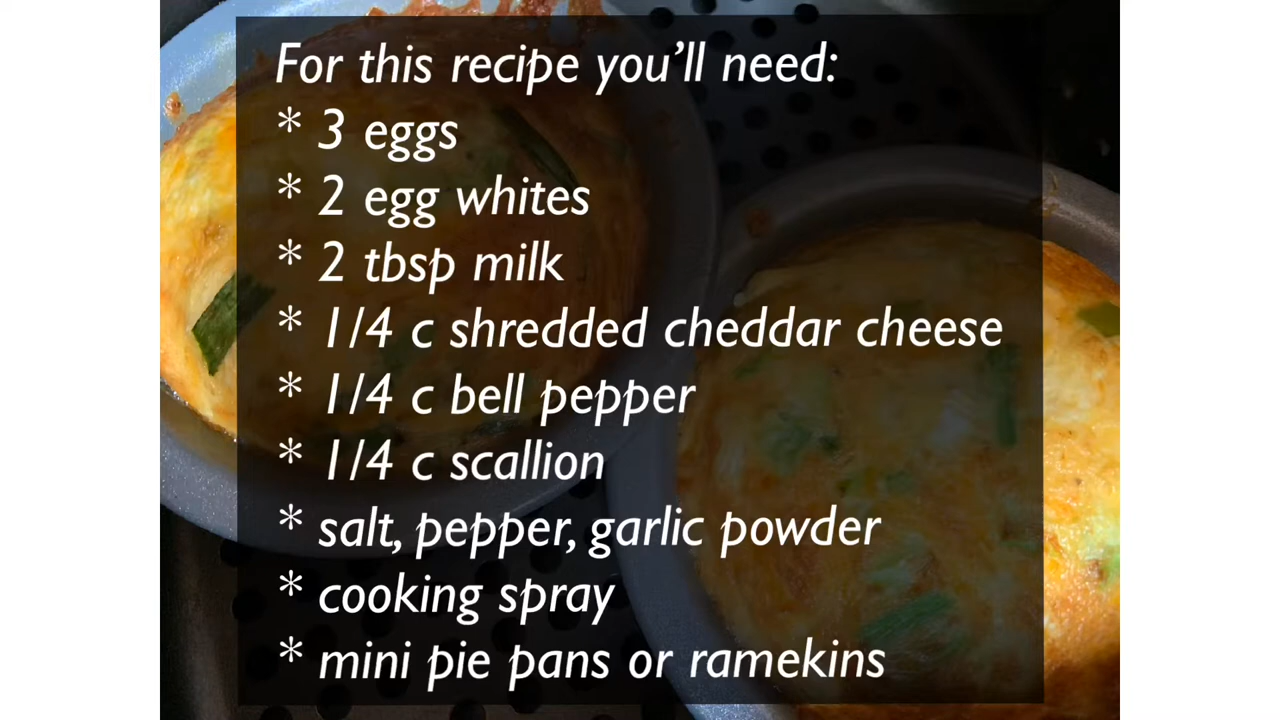 For this recipe you'll need:
* 3 eggs
* 2 egg whites
* 2 tbsp milk
* 1/4 c shredded cheddar cheese
* 1/4 c bell pepper
* 1/4 c scallion
* salt, pepper, garlic powder
* cooking spray
* mini pie pans or ramekins